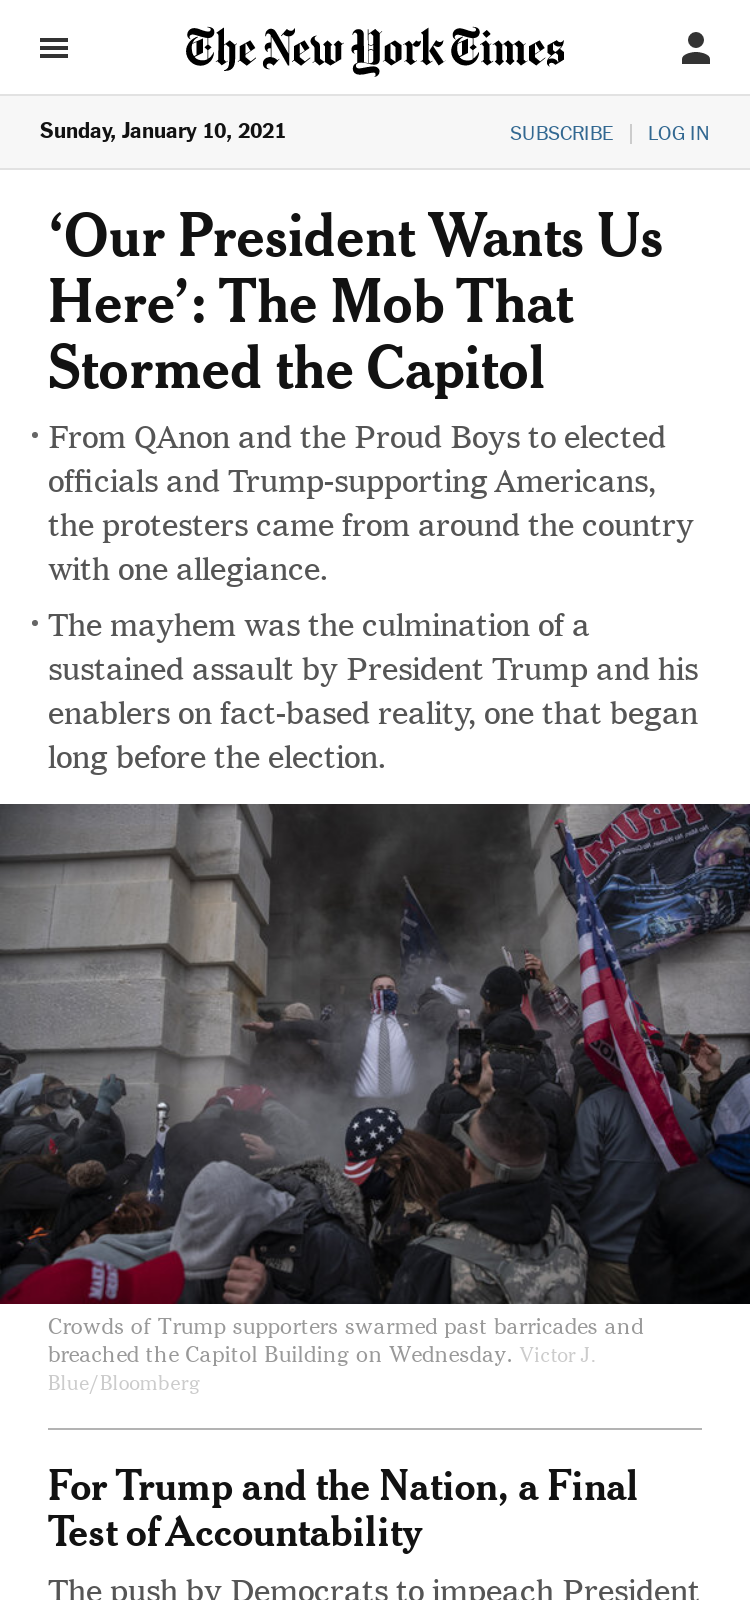 The New York Times
Sunday, January 10, 2021
SUBSCRIBE | LOG IN
‘Our President Wants Us
Here’: The Mob That
Stormed the Capitol
• From QAnon and the Proud Boys to elected
officials and Trump-supporting Americans,
the protesters came from around the country
with one allegiance.
• The mayhem was the culmination of a
sustained assault by President Trump and his
enablers on fact-based reality, one that began
long before the election.
TRUMP
Crowds of Trump supporters swarmed past barricades and
breached the Capitol Building on Wednesday. Victor J.
Blue/Bloomberg
For Trump and the Nation, a Final
Test of Accountability
The push by Democrats to impeach President